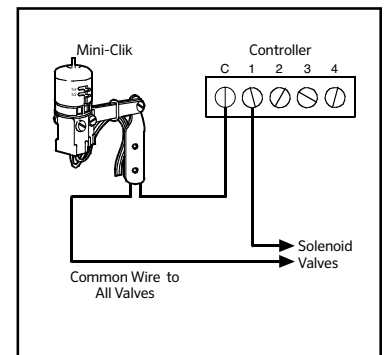 Mini-Clik
Controller
C 1 2 3 4
Solenoid
Valves
Common Wire to
All Valves